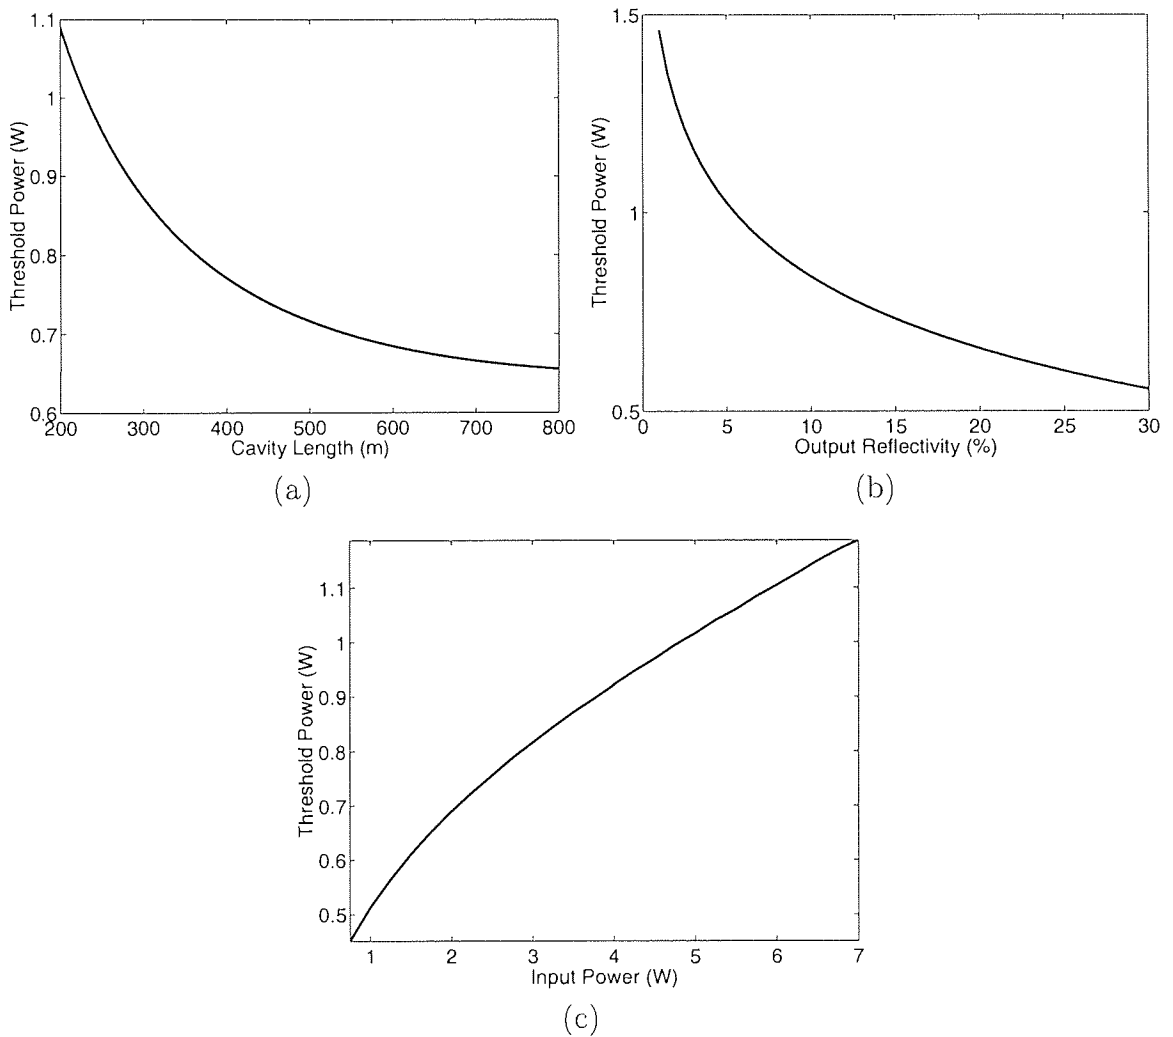 1.1
1
0.9
0.8
0.7
0.6
Threshold Power (W)
200 300 400 500 600 700 800
Cavity Length (m)
(a)
1.5
1
0.5
Threshold Power (W)
0 5 10 15 20 25 30
Output Reflectivity (%)
(b)
1.1
1
0.9
0.8
0.7
0.6
0.5
Threshold Power (W)
1 2 3 4 5 6 7
Input Power (W)
(c)